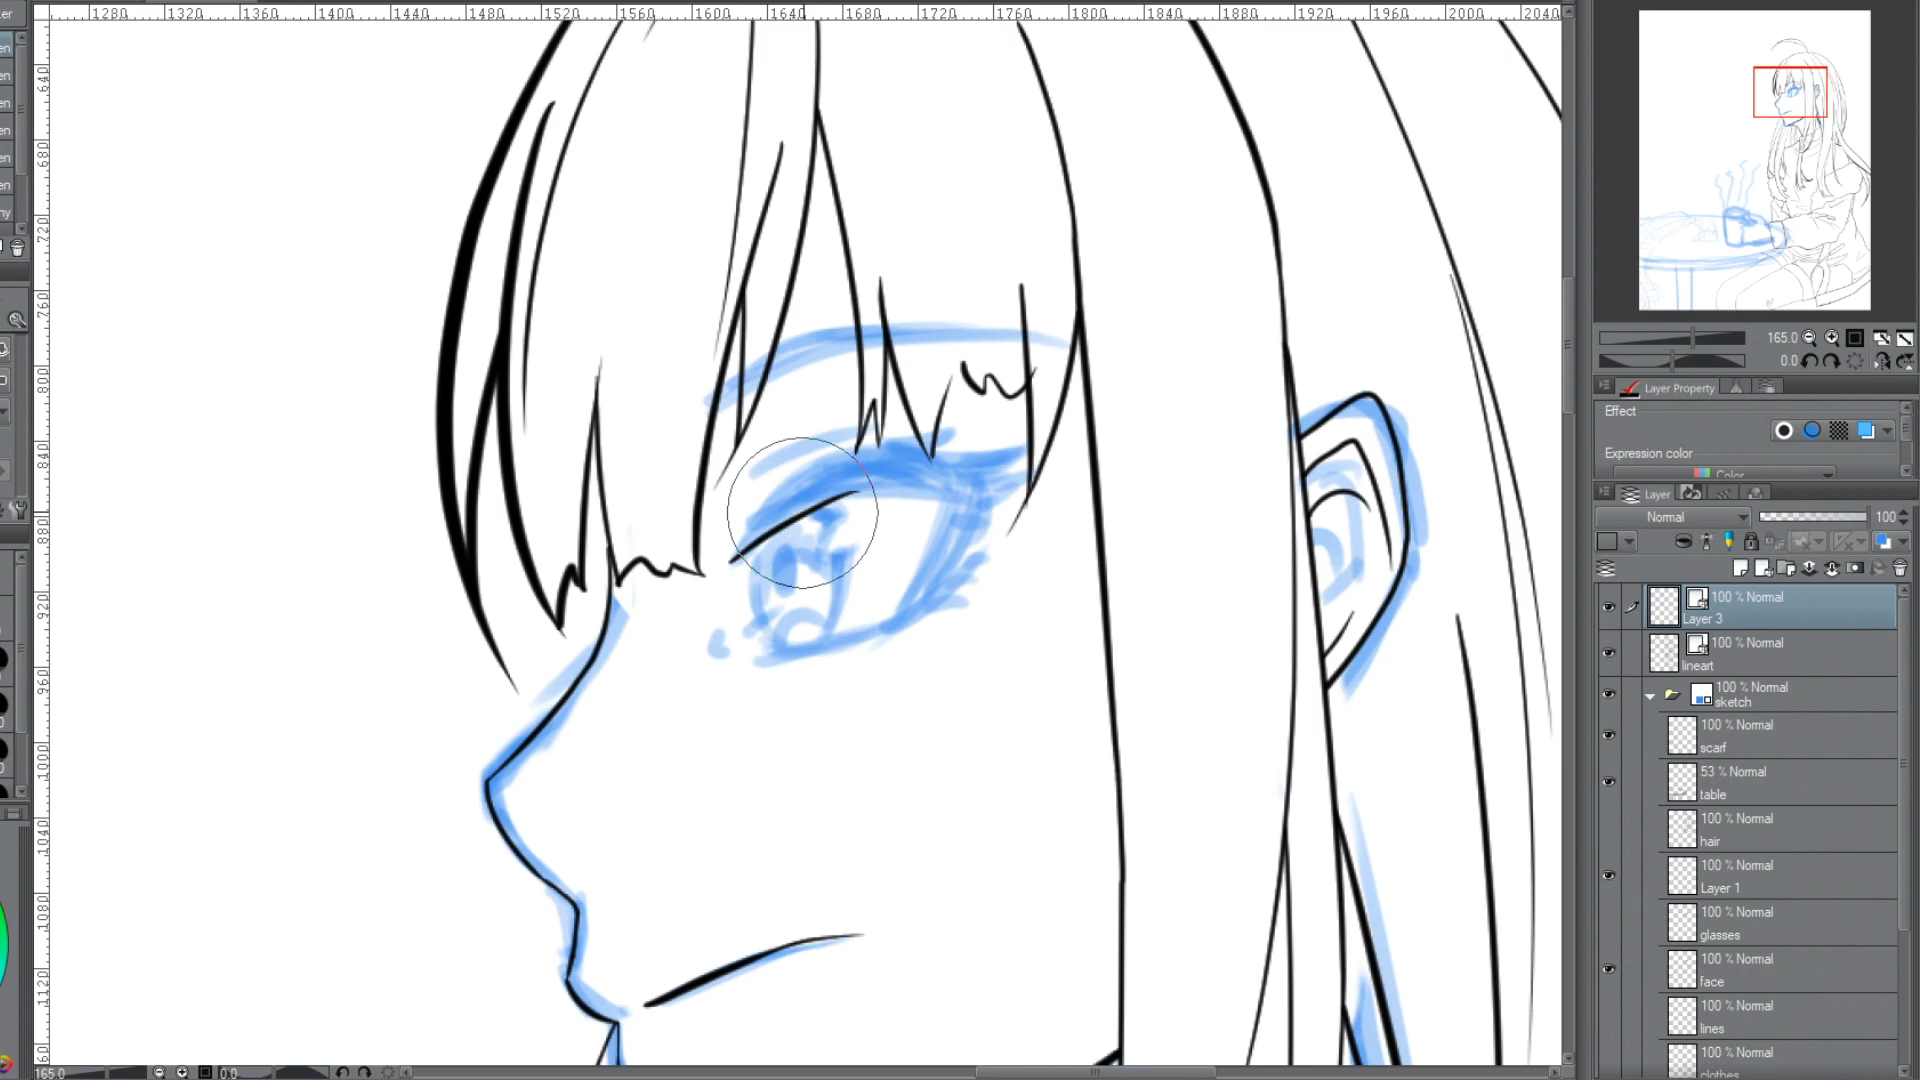 1280 1320 1360 1400 1440 1480 1520 1560 1600 1640 1680 1720 1760 1800 1840 1880 1920 1960 2000 2040
640
680
720
760
800
840
880
920
960
1000
1040
1080
1120
165.0
0.0
Layer Property
Effect
Expression color
Color
Layer
Normal 100
100 % Normal
Layer 3
100 % Normal
lineart
100 % Normal
sketch
100 % Normal
scarf
53 % Normal
table
100 % Normal
hair
100 % Normal
Layer 1
100 % Normal
glasses
100 % Normal
face
100 % Normal
lines
100 % Normal
clothes
165.0 0.0